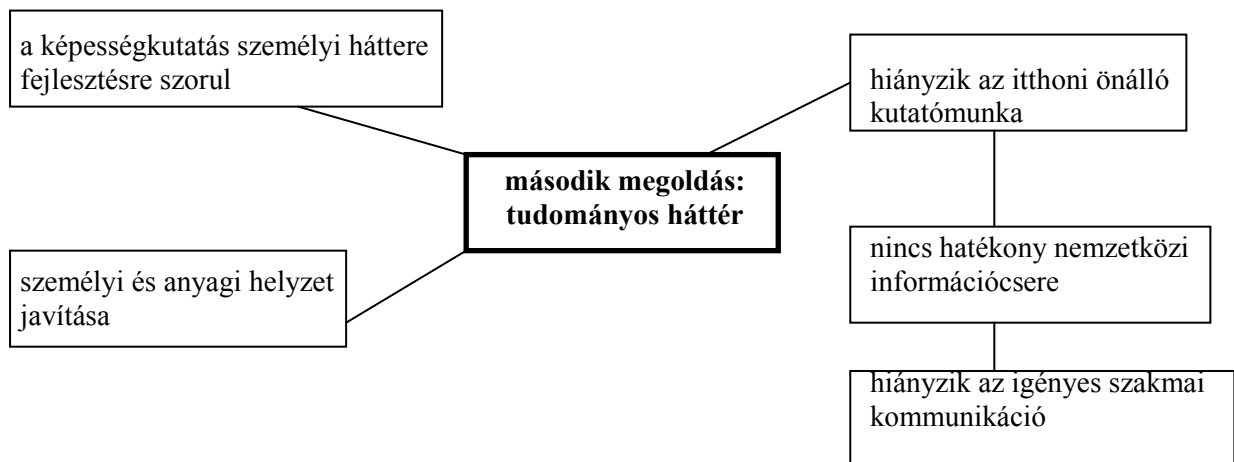 a képességkutatás személyi háttere
fejlesztésre szorul
hiányzik az itthoni önálló
kutatómunka
második megoldás:
tudományos háttér
személyi és anyagi helyzet
javítása
nincs hatékony nemzetközi
információcsere
hiányzik az igényes szakmai
kommunikáció